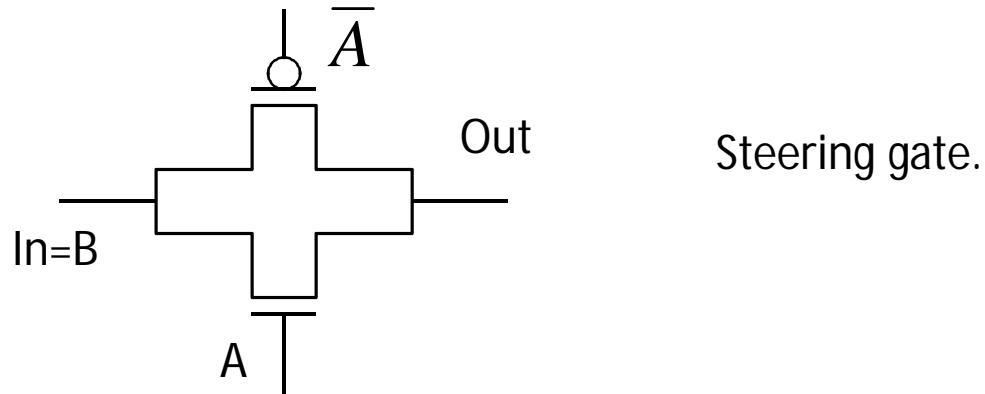 A̅
Out
Steering gate.
In=B
A